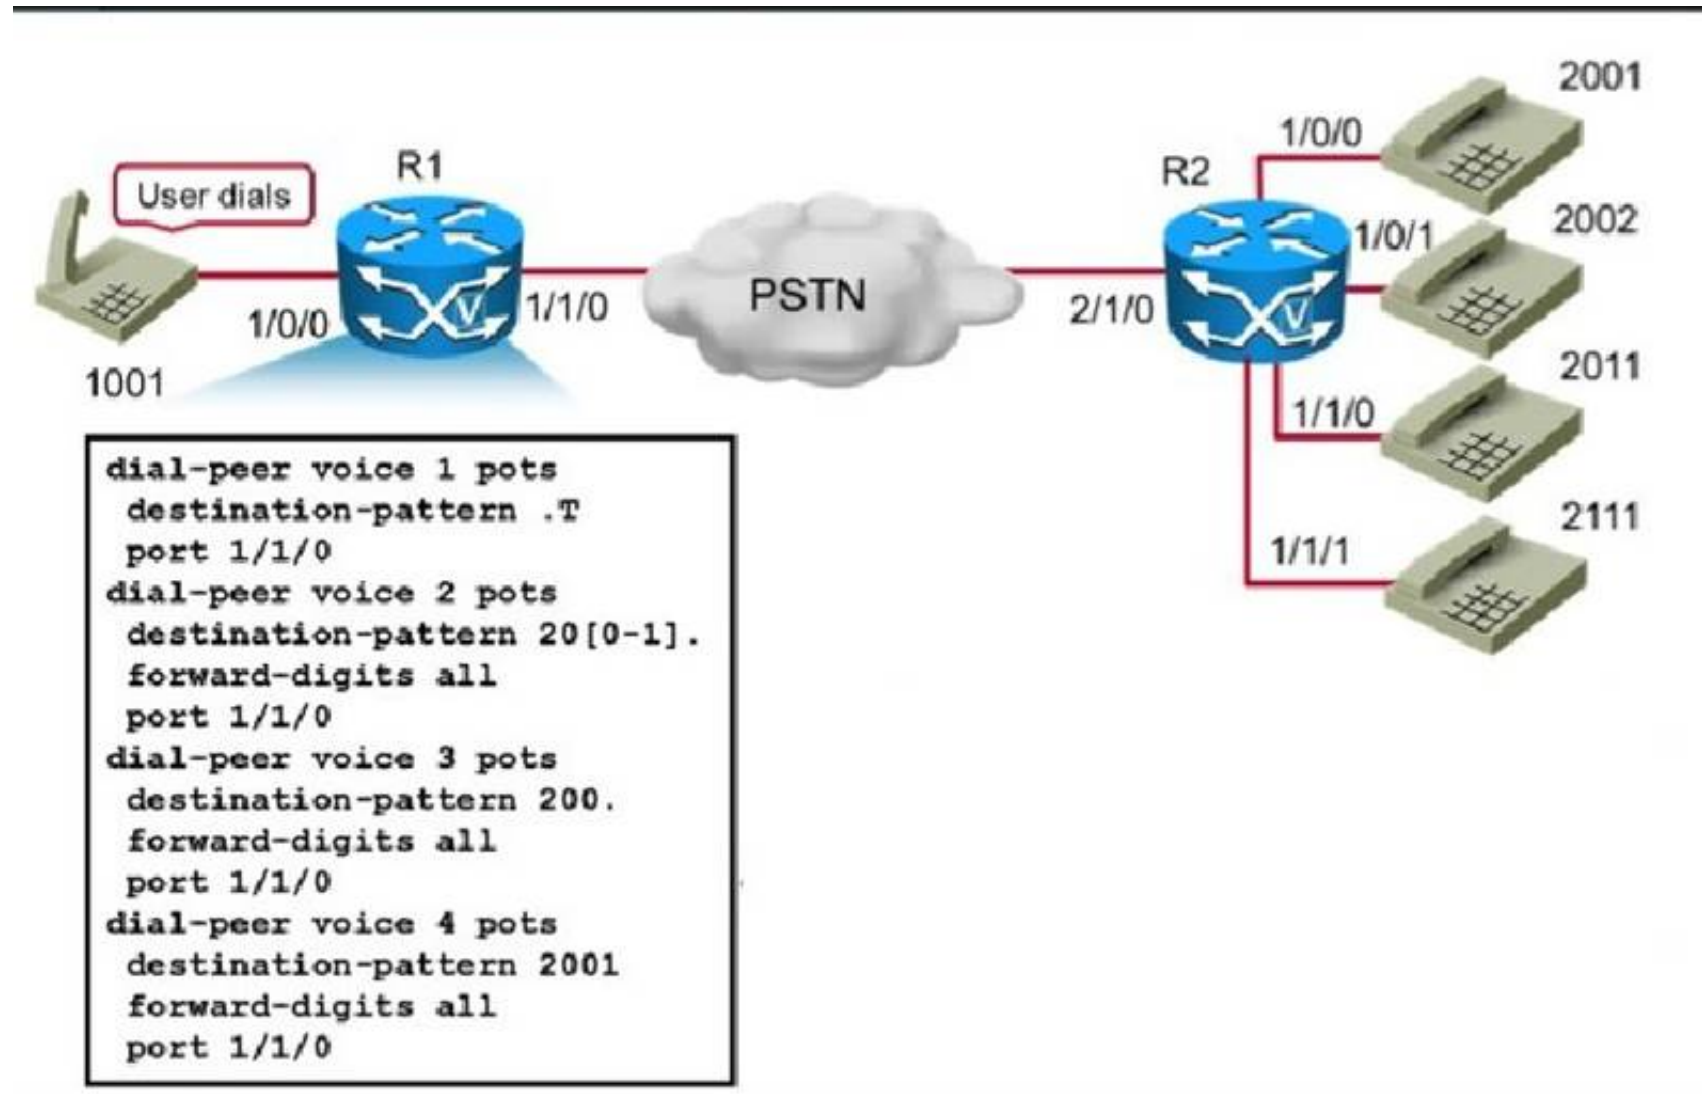 User dials
R1
1/0/0
1/1/0
1001
PSTN
R2
2/1/0
1/0/0
2001
1/0/1
2002
1/1/0
2011
1/1/1
2111
dial-peer voice 1 pots
destination-pattern .T
port 1/1/0
dial-peer voice 2 pots
destination-pattern 20[0-1].
forward-digits all
port 1/1/0
dial-peer voice 3 pots
destination-pattern 200.
forward-digits all
port 1/1/0
dial-peer voice 4 pots
destination-pattern 2001
forward-digits all
port 1/1/0
V
V